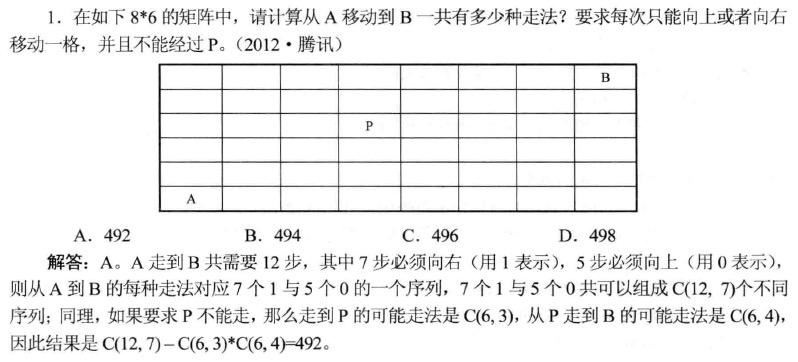 1．在如下 8*6 的矩阵中，请计算从 A 移动到 B 一共有多少种走法？要求每次只能向上或者向右
移动一格，并且不能经过 P。（2012·腾讯）
B
P
A
A．492 B．494 C．496 D．498
解答：A。A 走到 B 共需要 12 步，其中 7 步必须向右（用 1 表示），5 步必须向上（用 0 表示），
则从 A 到 B 的每种走法对应 7 个 1 与 5 个 0 的一个序列，7 个 1 与 5 个 0 共可以组成 C(12, 7)个不同
序列；同理，如果要求 P 不能走，那么走到 P 的可能走法是 C(6, 3)，从 P 走到 B 的可能走法是 C(6, 4)，
因此结果是 C(12, 7) – C(6, 3)*C(6, 4)=492。